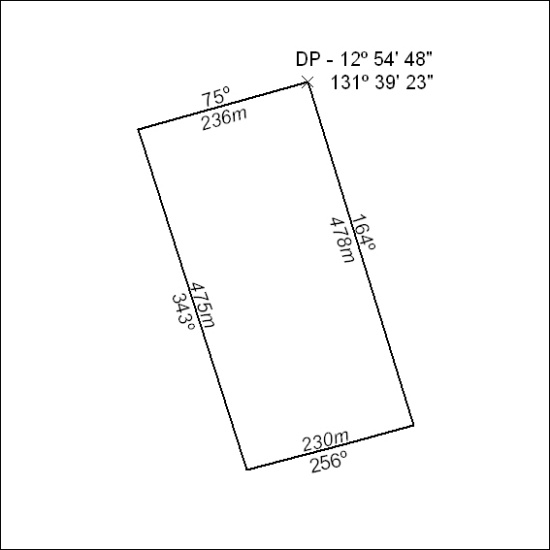 DP - 12º 54' 48"
131º 39' 23"
75º
236m
164º
478m
475m
343º
230m
256º